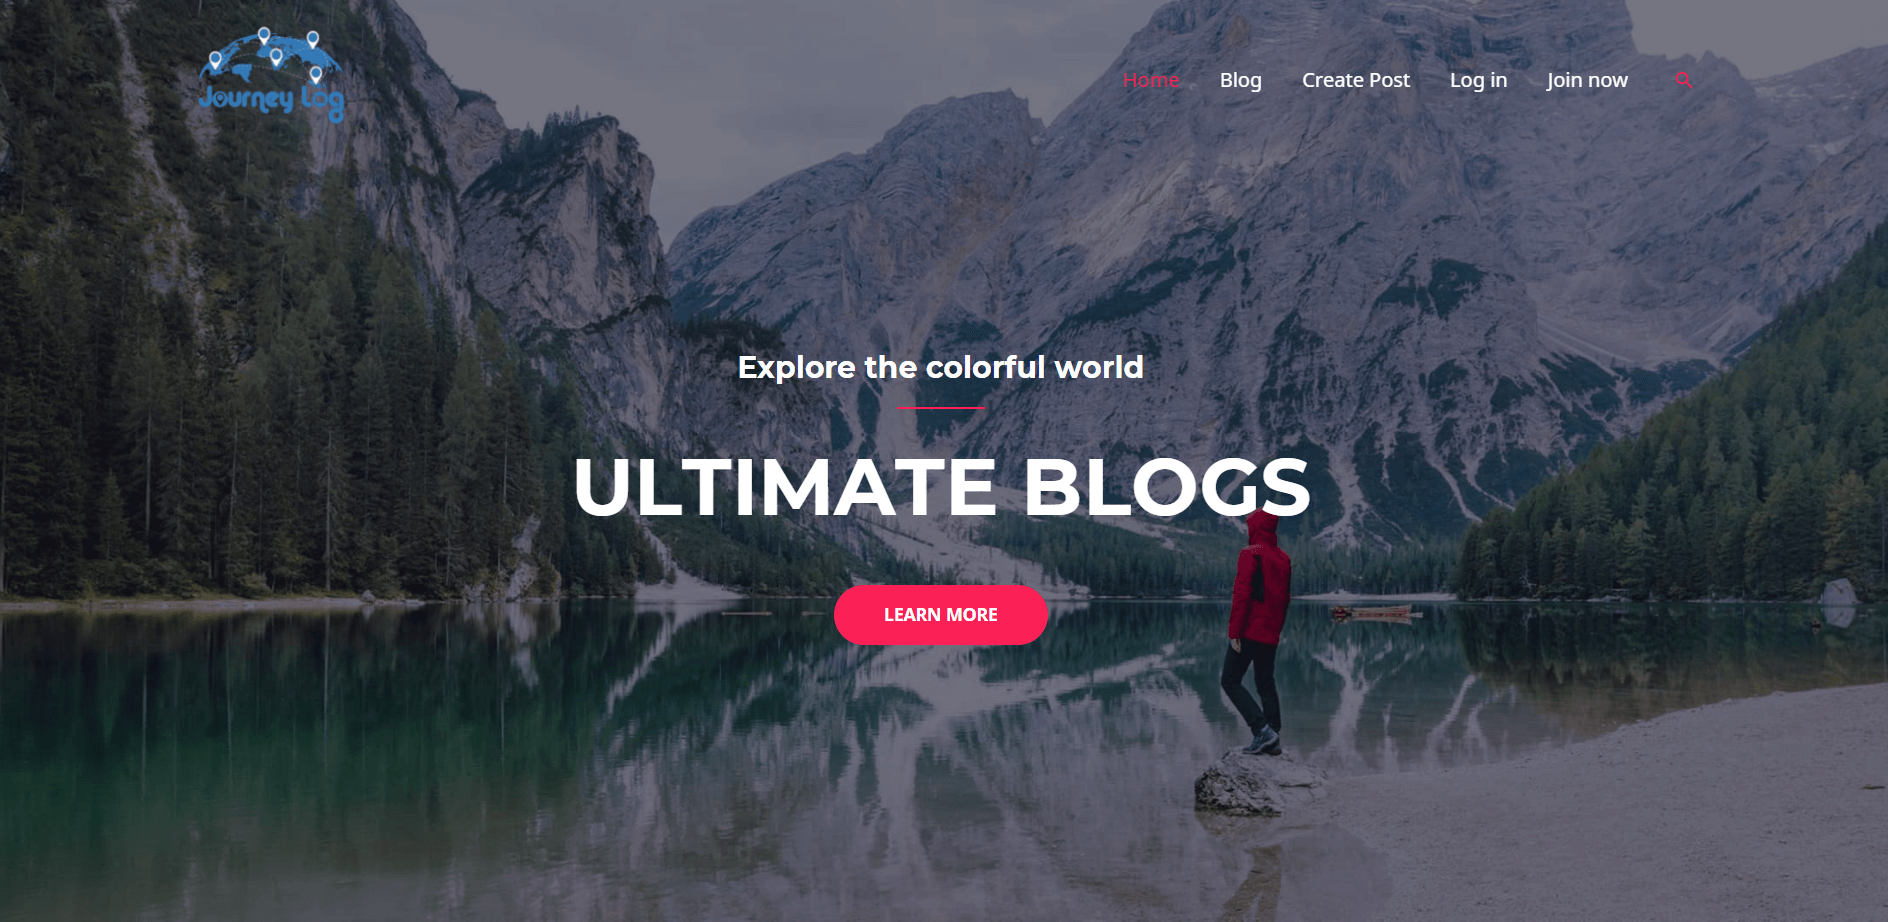 Journey Log
Home Blog Create Post Log in Join now
Explore the colorful world
ULTIMATE BLOGS
LEARN MORE